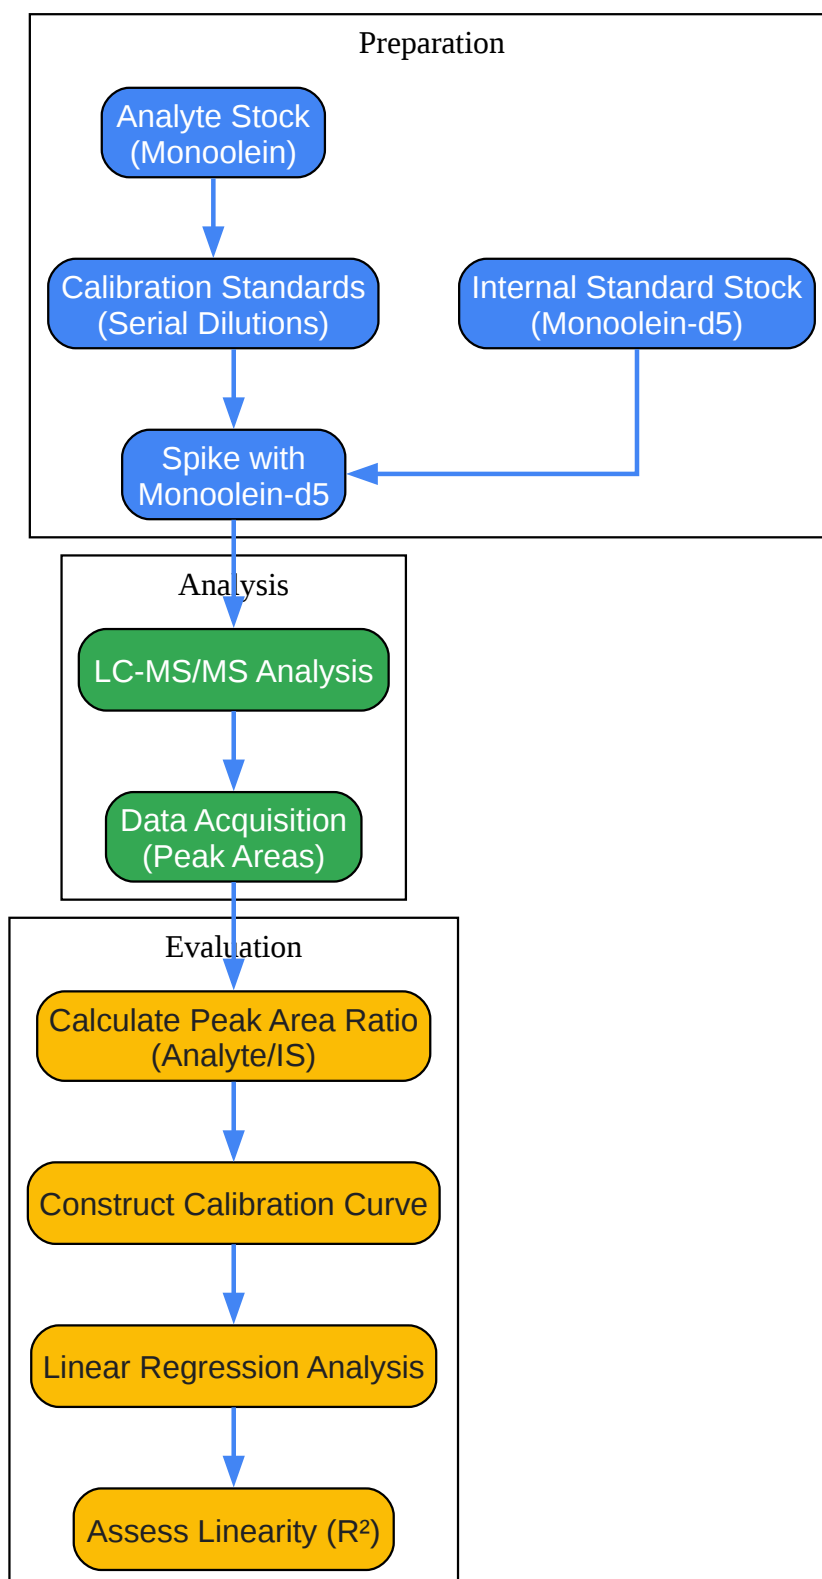 Preparation
Analyte Stock
(Monoolein)
Calibration Standards
(Serial Dilutions)
Internal Standard Stock
(Monoolein-d5)
Spike with
Monoolein-d5
Analysis
LC-MS/MS Analysis
Data Acquisition
(Peak Areas)
Evaluation
Calculate Peak Area Ratio
(Analyte/IS)
Construct Calibration Curve
Linear Regression Analysis
Assess Linearity (R²)